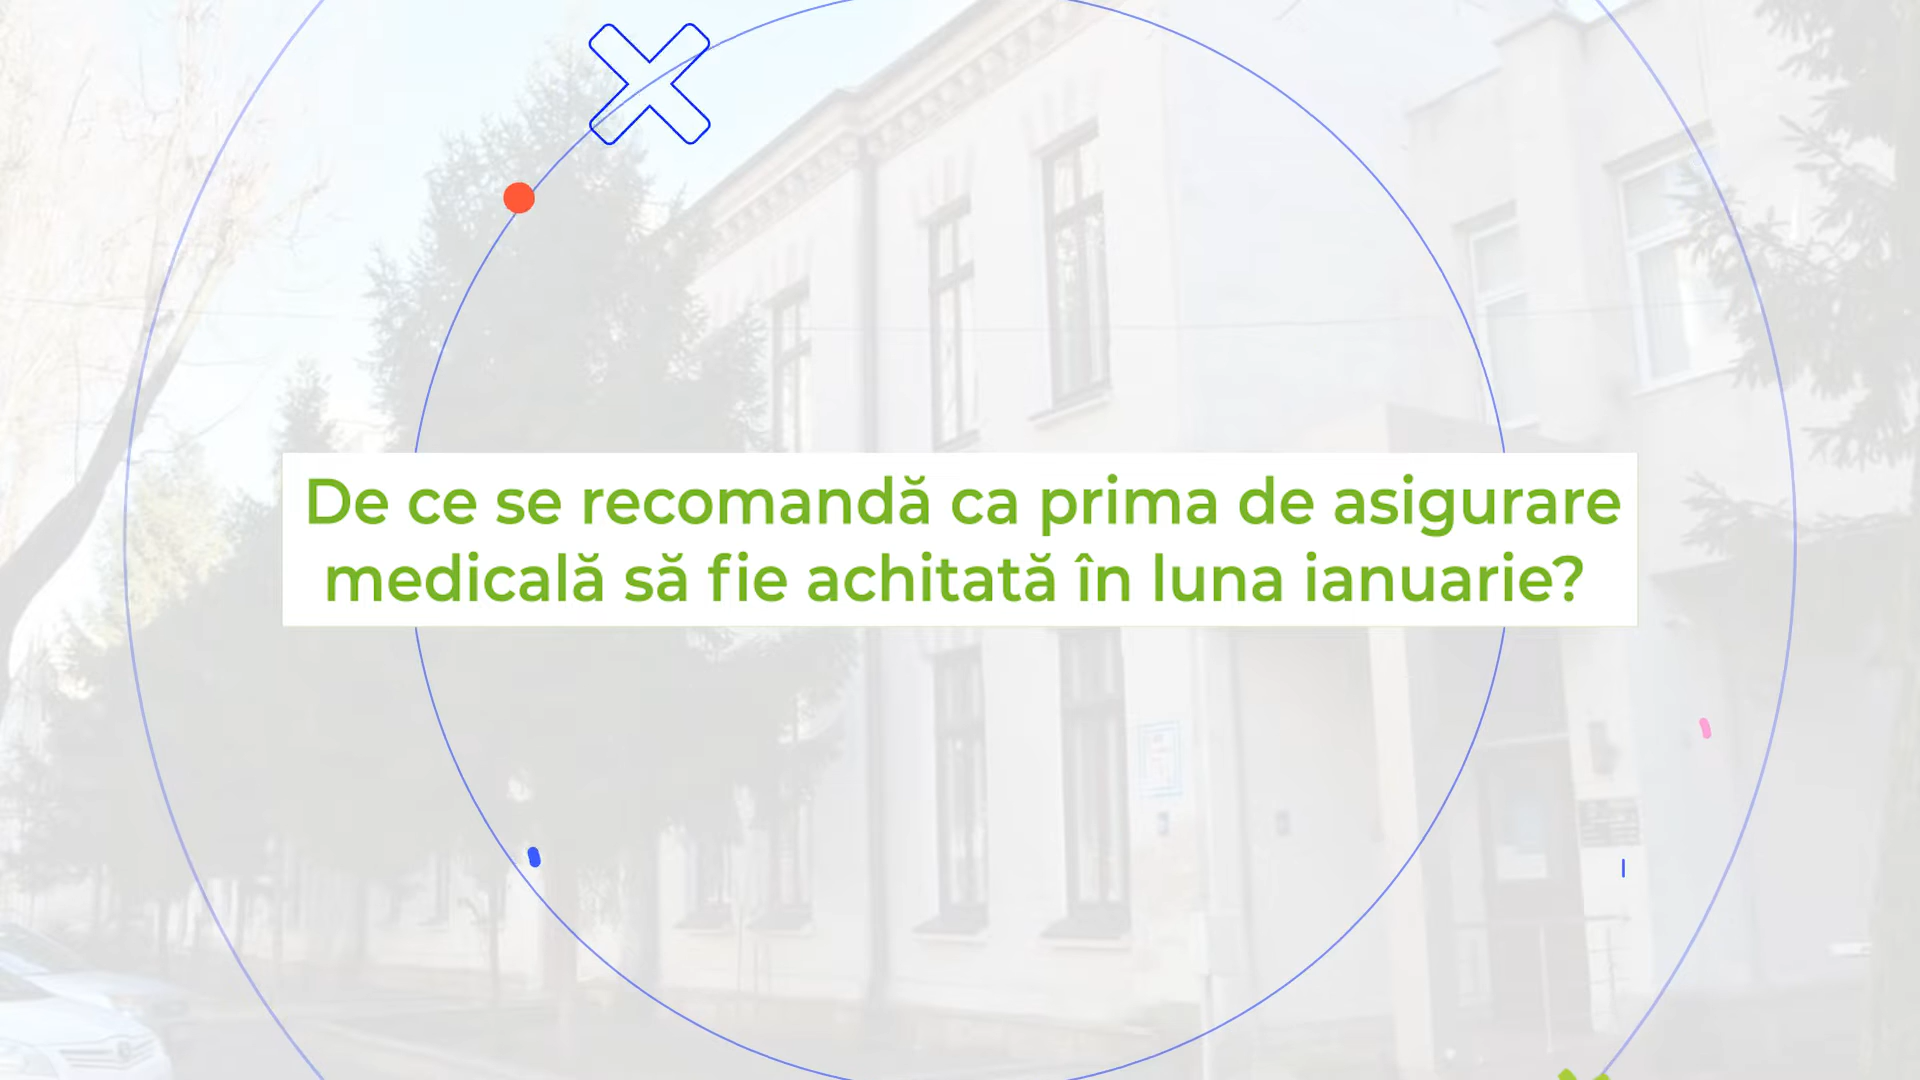 De ce se recomandă ca prima de asigurare
medicală să fie achitată în luna ianuarie?